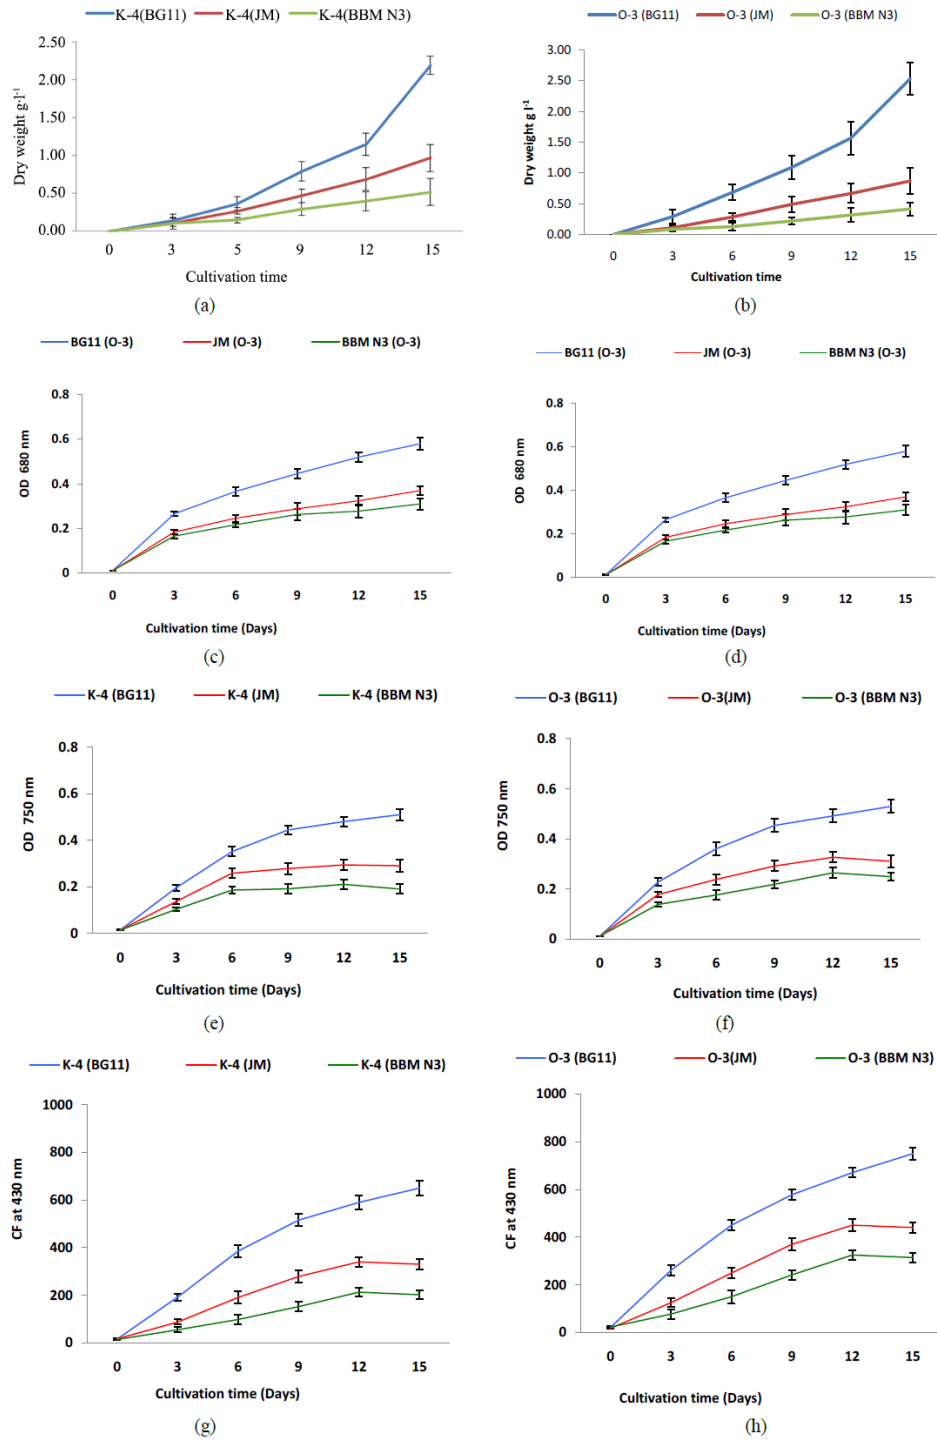 K-4(BG11) K-4(JM) K-4(BBM N3)
2.50
2.00
1.50
1.00
0.50
0.00
Dry weight g·l-1
0 3 5 9 12 15
Cultivation time
(a)
O-3 (BG11) O-3 (JM) O-3 (BBM N3)
3.00
2.50
2.00
1.50
1.00
0.50
0.00
Dry weight g l-1
0 3 6 9 12 15
Cultivation time
(b)
BG11 (O-3) JM (O-3) BBM N3 (O-3)
0.8
0.6
0.4
0.2
0
OD 680 nm
0 3 6 9 12 15
Cultivation time (Days)
(c)
BG11 (O-3) JM (O-3) BBM N3 (O-3)
0.8
0.6
0.4
0.2
0
OD 680 nm
0 3 6 9 12 15
Cultivation time (Days)
(d)
K-4 (BG11) K-4 (JM) K-4 (BBM N3)
0.8
0.6
0.4
0.2
0
OD 750 nm
0 3 6 9 12 15
Cultivation time (Days)
(e)
O-3 (BG11) O-3(JM) O-3 (BBM N3)
0.8
0.6
0.4
0.2
0
OD 750 nm
0 3 6 9 12 15
Cultivation time (Days)
(f)
K-4 (BG11) K-4 (JM) K-4 (BBM N3)
1000
800
600
400
200
0
CF at 430 nm
0 3 6 9 12 15
Cultivation time (Days)
(g)
O-3 (BG11) O-3(JM) O-3 (BBM N3)
1000
800
600
400
200
0
CF at 430 nm
0 3 6 9 12 15
Cultivation time (Days)
(h)